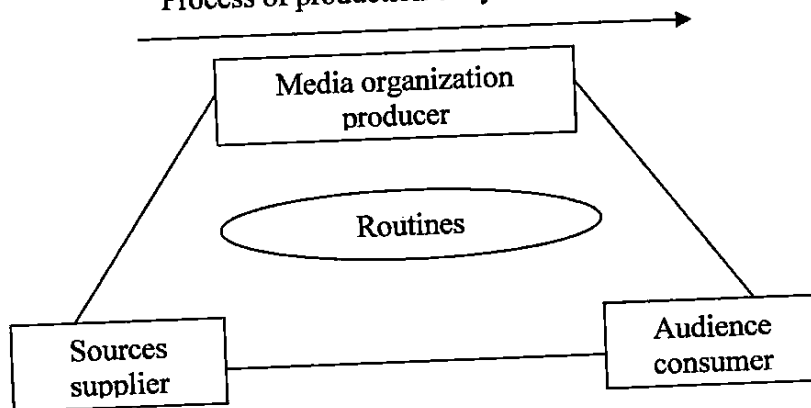 Process of production
Media organization
producer
Routines
Sources
supplier
Audience
consumer